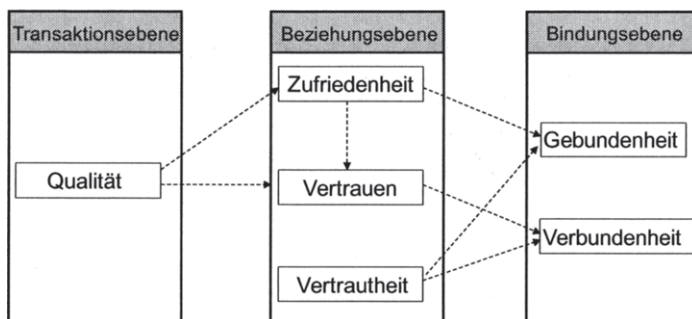 Transaktionsebene
Beziehungsebene
Bindungsebene
Zufriedenheit
Gebundenheit
Qualität
Vertrauen
Verbundenheit
Vertrautheit